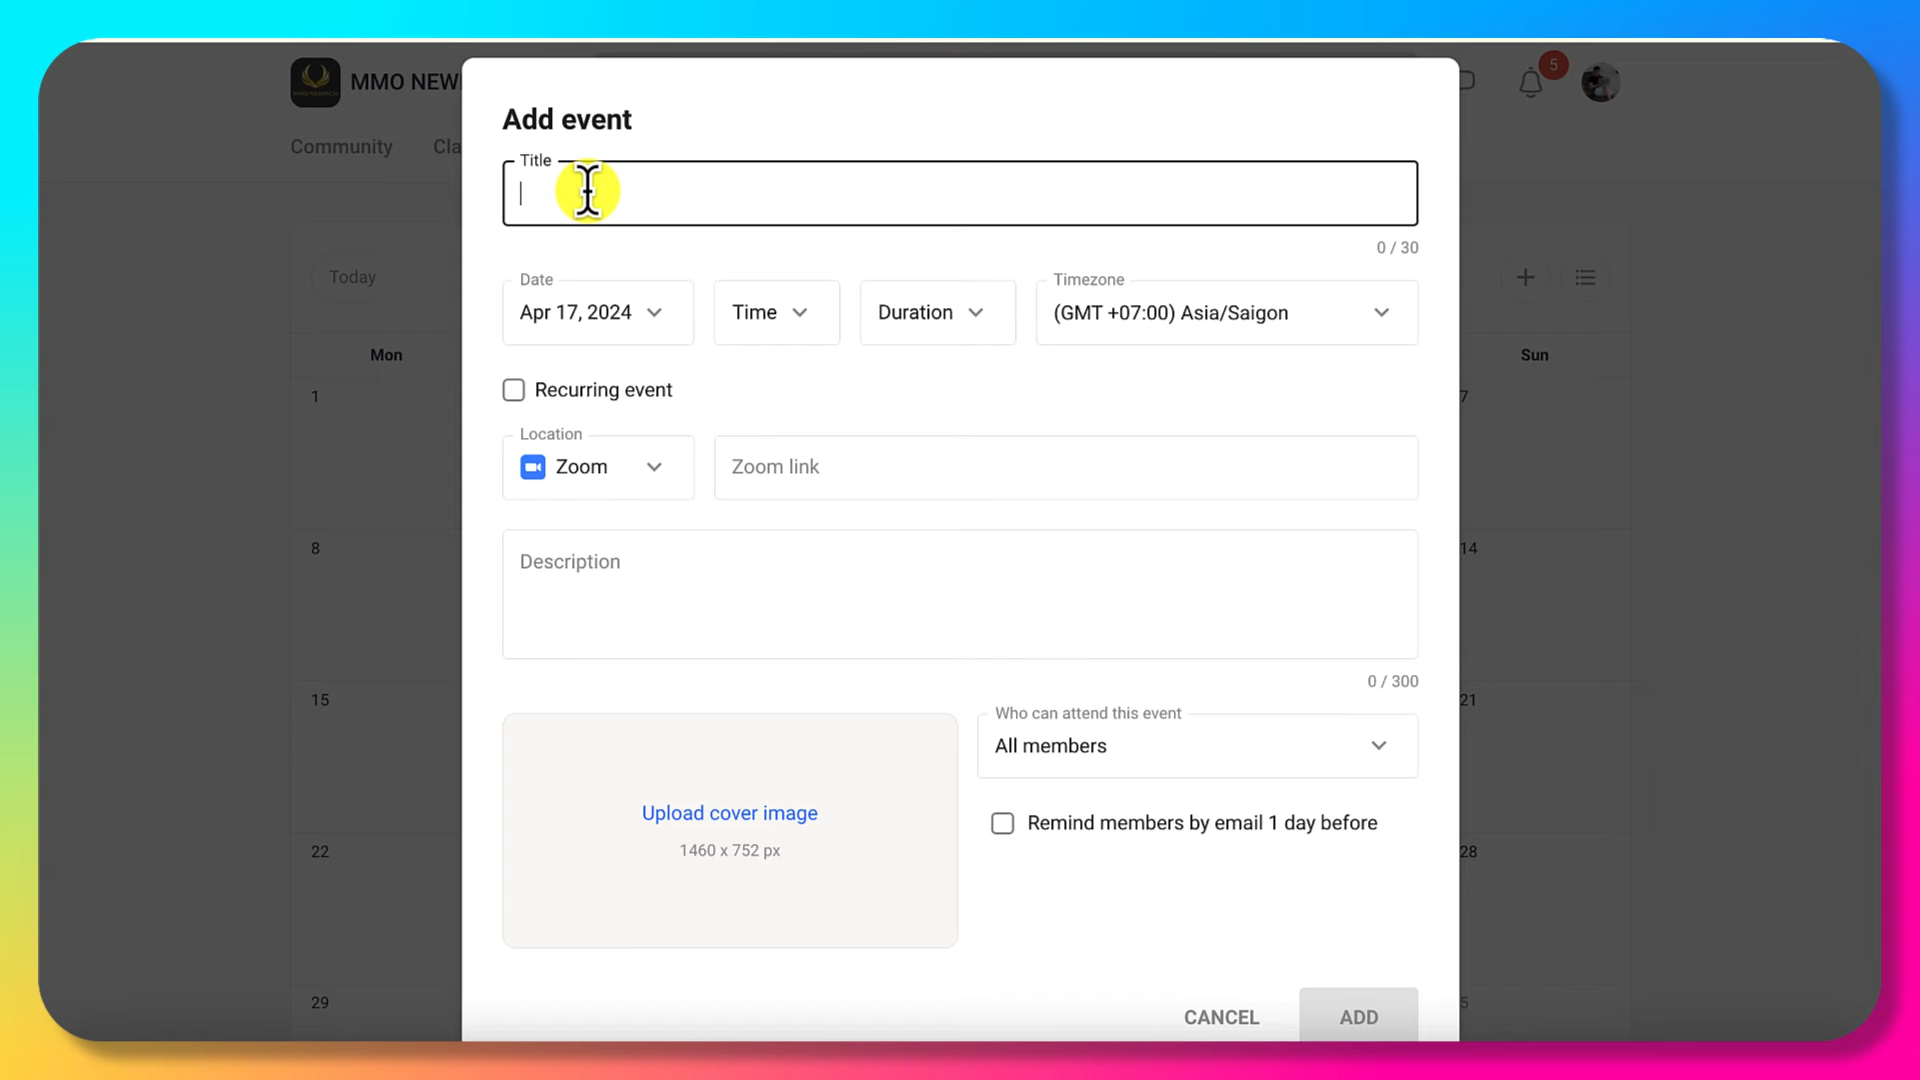 MMO NEW
5
Community Cla
Add event
Title
0 / 30
Today
Date
Apr 17, 2024
Time
Duration
Timezone
(GMT +07:00) Asia/Saigon
Mon
Sun
Recurring event
1
7
Location
Zoom
Zoom link
8
14
Description
0 / 300
15
21
Who can attend this event
All members
Upload cover image
1460 x 752 px
Remind members by email 1 day before
22
28
29
5
CANCEL
ADD